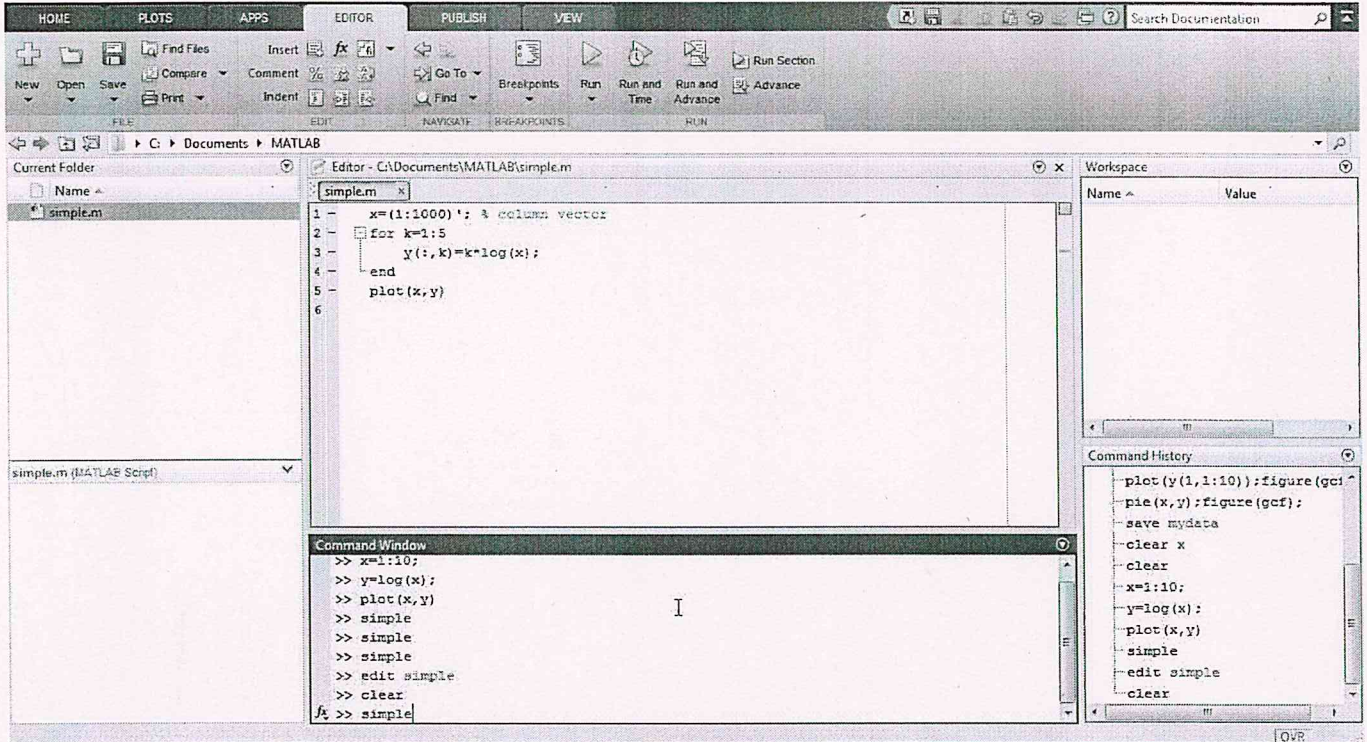 HOME PLOTS APPS EDITOR PUBLISH VIEW Search Documentation
New Open Save Find Files Compare Print
Insert fx Comment Indent
Go To Find
Breakpoints Run Run and Time Run and Advance Run Section Advance
FILE EDIT NAVIGATE BREAKPOINTS RUN
C: Documents MATLAB
Current Folder
Name
simple.m
simple.m (MATLAB Script)
Editor - C:\Documents\MATLAB\simple.m
simple.m x
1 - x=(1:1000)'; % column vector
2 - for k=1:5
3 - y(:,k)=k*log(x);
4 - end
5 - plot(x,y)
6
Command Window
>> x=1:10;
>> y=log(x);
>> plot(x,y)
>> simple
>> simple
>> simple
>> edit simple
>> clear
fx >> simple
Workspace
Name Value
Command History
plot(y(1,1:10));figure(gcf
pie(x,y);figure(gcf);
save mydata
clear x
clear
x=1:10;
y=log(x);
plot(x,y)
simple
edit simple
clear
OVR